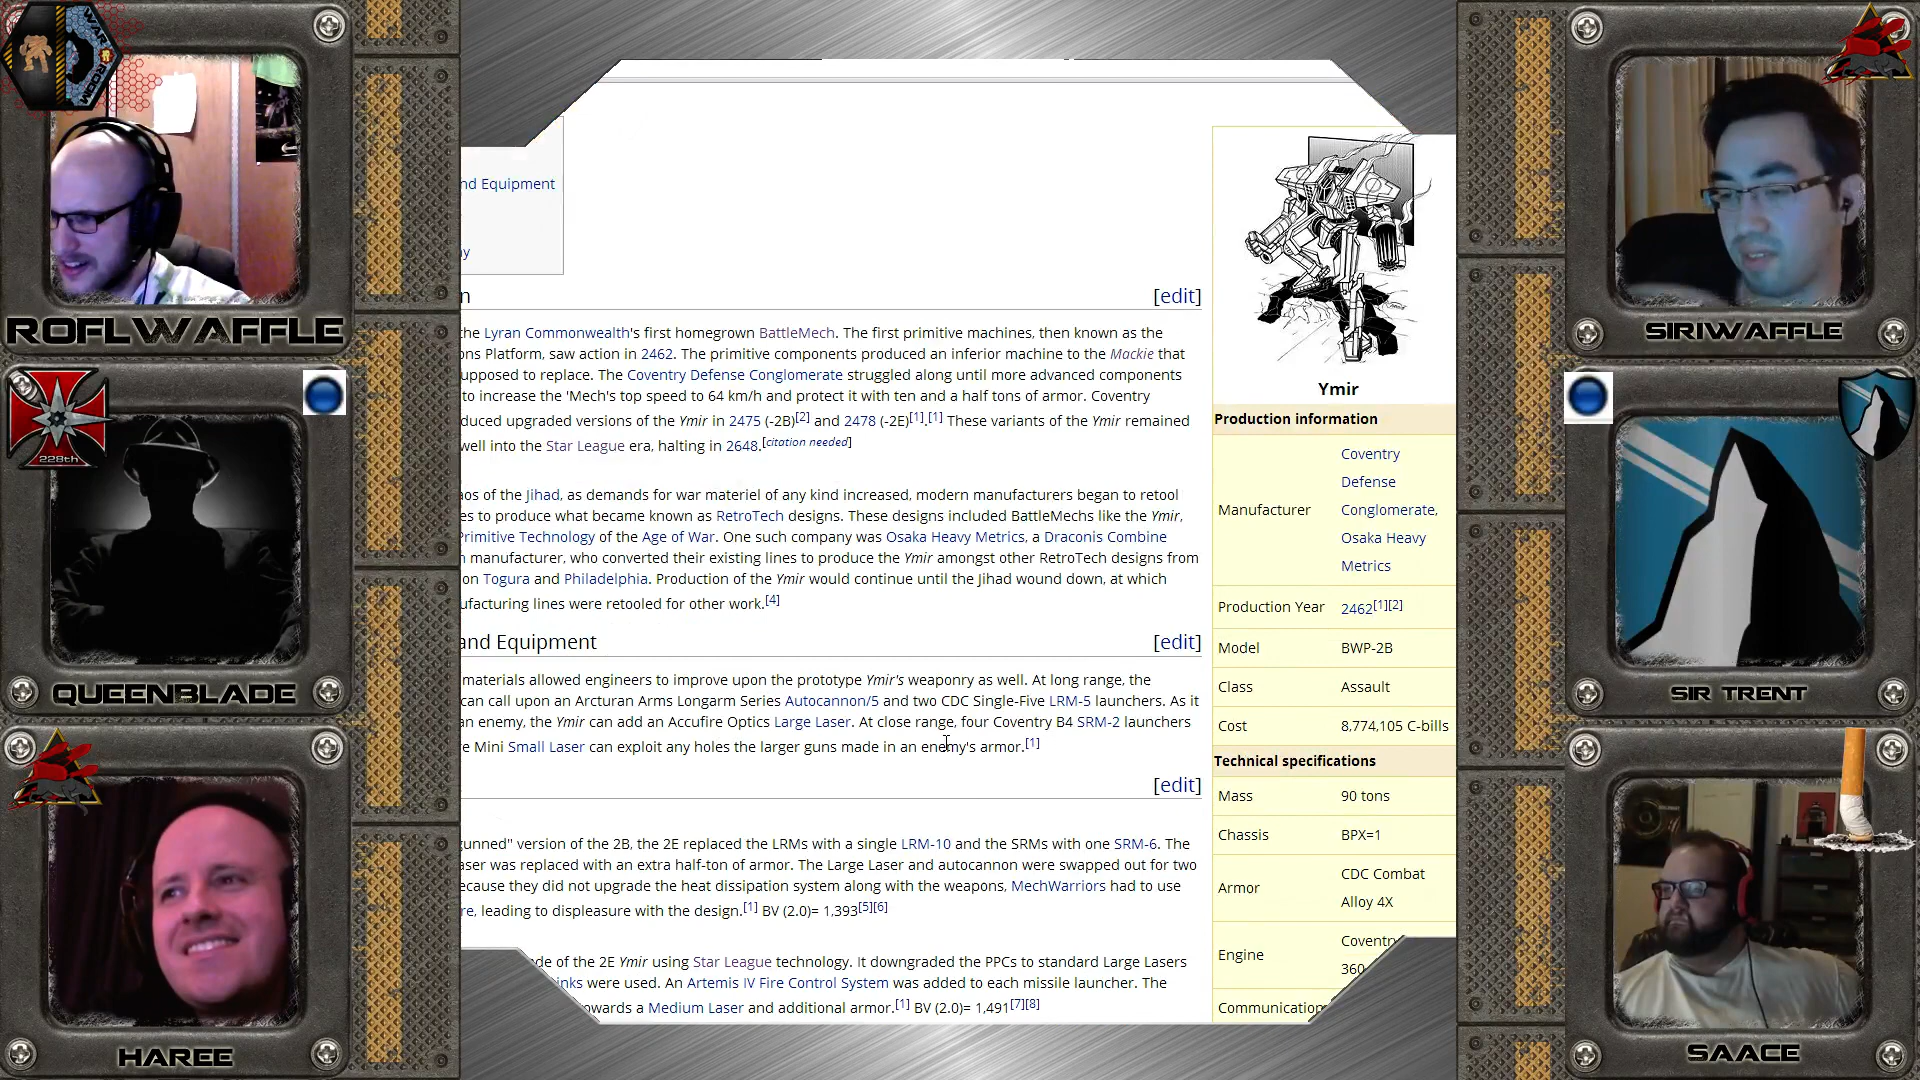 WAR ROOM
ROFLWAFFLE
228th
QUEENBLADE
HAREE
nd Equipment
y
n
[edit]
the Lyran Commonwealth's first homegrown BattleMech. The first primitive machines, then known as the
ons Platform, saw action in 2462. The primitive components produced an inferior machine to the Mackie that
upposed to replace. The Coventry Defense Conglomerate struggled along until more advanced components
to increase the 'Mech's top speed to 64 km/h and protect it with ten and a half tons of armor. Coventry
duced upgraded versions of the Ymir in 2475 (-2B)[2] and 2478 (-2E)[1].[1] These variants of the Ymir remained
well into the Star League era, halting in 2648.[citation needed]
aos of the Jihad, as demands for war materiel of any kind increased, modern manufacturers began to retool
es to produce what became known as RetroTech designs. These designs included BattleMechs like the Ymir,
Primitive Technology of the Age of War. One such company was Osaka Heavy Metrics, a Draconis Combine
n manufacturer, who converted their existing lines to produce the Ymir amongst other RetroTech designs from
on Togura and Philadelphia. Production of the Ymir would continue until the Jihad wound down, at which
ufacturing lines were retooled for other work.[4]
and Equipment
[edit]
materials allowed engineers to improve upon the prototype Ymir's weaponry as well. At long range, the
can call upon an Arcturan Arms Longarm Series Autocannon/5 and two CDC Single-Five LRM-5 launchers. As it
an enemy, the Ymir can add an Accufire Optics Large Laser. At close range, four Coventry B4 SRM-2 launchers
e Mini Small Laser can exploit any holes the larger guns made in an enemy's armor.[1]
[edit]
gunned" version of the 2B, the 2E replaced the LRMs with a single LRM-10 and the SRMs with one SRM-6. The
aser was replaced with an extra half-ton of armor. The Large Laser and autocannon were swapped out for two
ecause they did not upgrade the heat dissipation system along with the weapons, MechWarriors had to use
re, leading to displeasure with the design.[1] BV (2.0)= 1,393[5][6]
de of the 2E Ymir using Star League technology. It downgraded the PPCs to standard Large Lasers
inks were used. An Artemis IV Fire Control System was added to each missile launcher. The
owards a Medium Laser and additional armor.[1] BV (2.0)= 1,491[7][8]
Ymir
Production information
Manufacturer
Coventry
Defense
Conglomerate,
Osaka Heavy
Metrics
Production Year 2462[1][2]
Model BWP-2B
Class Assault
Cost 8,774,105 C-bills
Technical specifications
Mass 90 tons
Chassis BPX=1
Armor
CDC Combat
Alloy 4X
Engine
Coventry
360
Communication
SIRIWAFFLE
SIR TRENT
SAACE